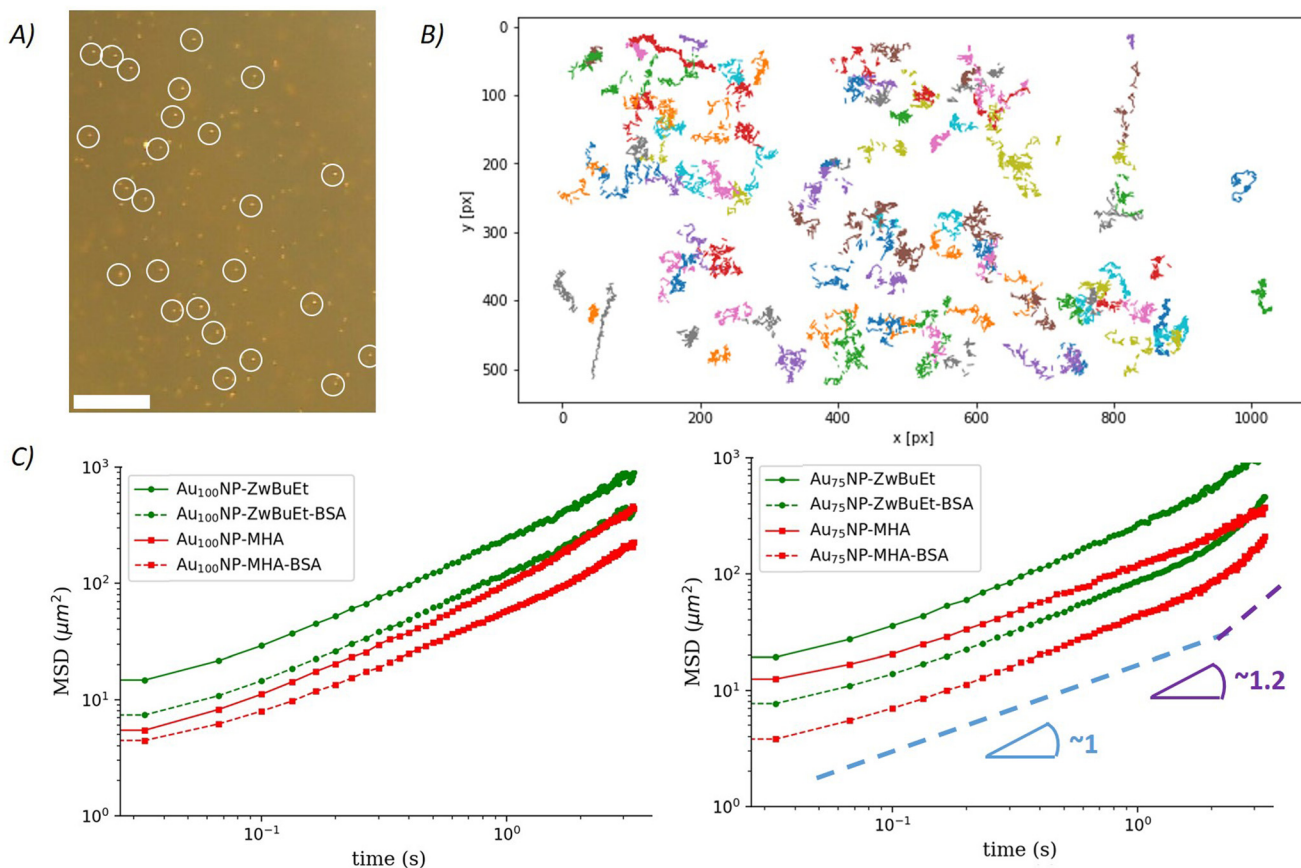 A)
B)
0
100
200
300
400
500
y [px]
0
200
400
600
800
1000
x [px]
C)
10³
10²
10¹
10⁰
MSD (μm²)
Au₁₀₀NP-ZwBuEt
Au₁₀₀NP-ZwBuEt-BSA
Au₁₀₀NP-MHA
Au₁₀₀NP-MHA-BSA
10⁻¹
10⁰
time (s)
10³
10²
10¹
10⁰
MSD (μm²)
Au₇₅NP-ZwBuEt
Au₇₅NP-ZwBuEt-BSA
Au₇₅NP-MHA
Au₇₅NP-MHA-BSA
~1.2
~1
10⁻¹
10⁰
time (s)